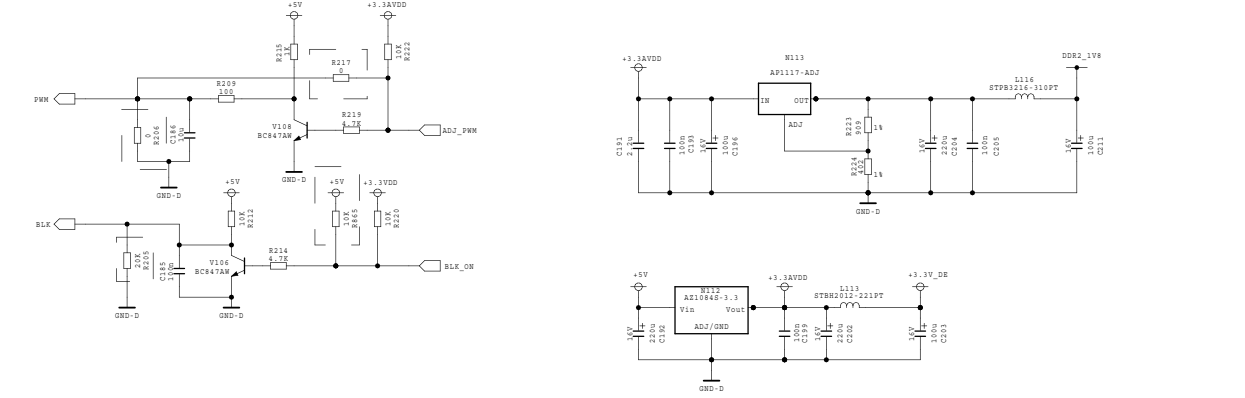 +5V
+3.3AVDD
R215
1K
R217
0
10K
R222
R209
100
PWM
R219
4.7K
ADJ_PWM
V108
BC847AW
0
R206
C186
10u
GND-D
GND-D
+5V
+5V
+3.3VDD
10K
R212
10K
R865
10K
R220
BLK
R214
4.7K
BLK_ON
V106
BC847AW
20K
R205
C185
100n
GND-D
GND-D
+3.3AVDD
N113
AP1117-ADJ
IN
OUT
ADJ
DDR2_1V8
L116
STPB3216-310PT
C191
2.2u
100n
C193
16V
100u
C196
R223
909
1%
R224
402
1%
16V
220u
C204
100n
C205
16V
100u
C211
GND-D
+5V
N112
AZ1084S-3.3
Vin
Vout
ADJ/GND
+3.3AVDD
L113
STBH2012-221PT
+3.3V_DE
16V
220u
C192
100n
C199
16V
220u
C202
16V
100u
C203
GND-D